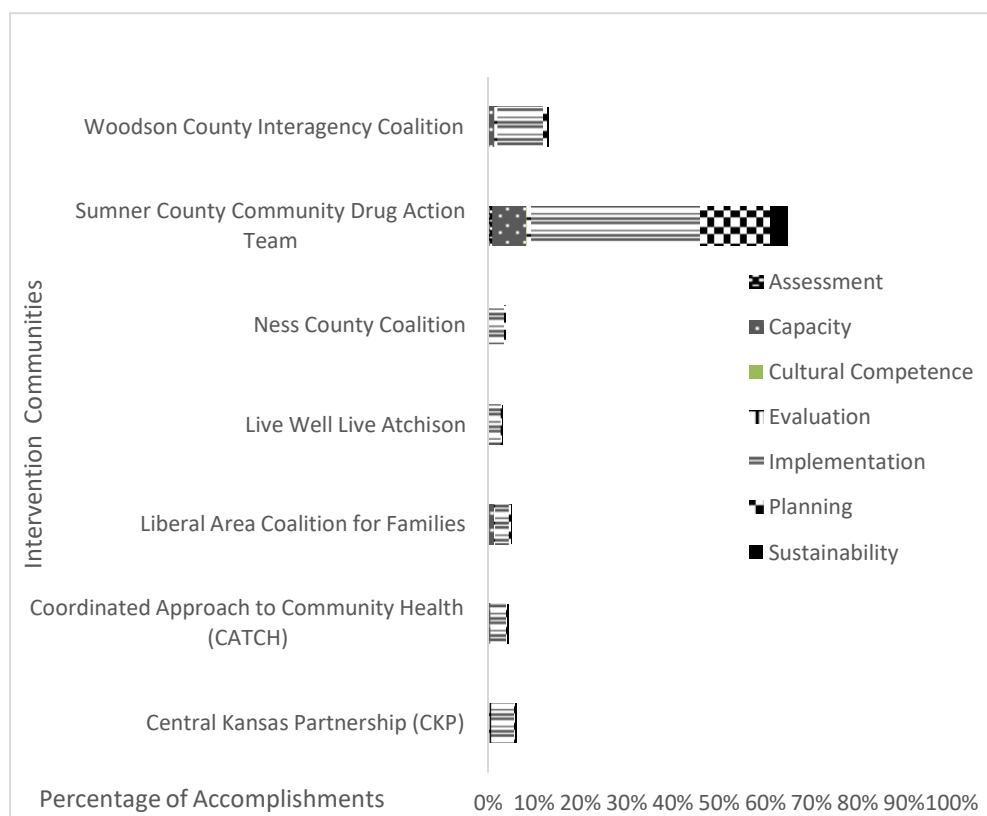 Woodson County Interagency Coalition
Sumner County Community Drug Action
Team
Ness County Coalition
Live Well Live Atchison
Liberal Area Coalition for Families
Coordinated Approach to Community Health
(CATCH)
Central Kansas Partnership (CKP)
Intervention Communities
Assessment
Capacity
Cultural Competence
Evaluation
Implementation
Planning
Sustainability
Percentage of Accomplishments
0% 10% 20% 30% 40% 50% 60% 70% 80% 90% 100%